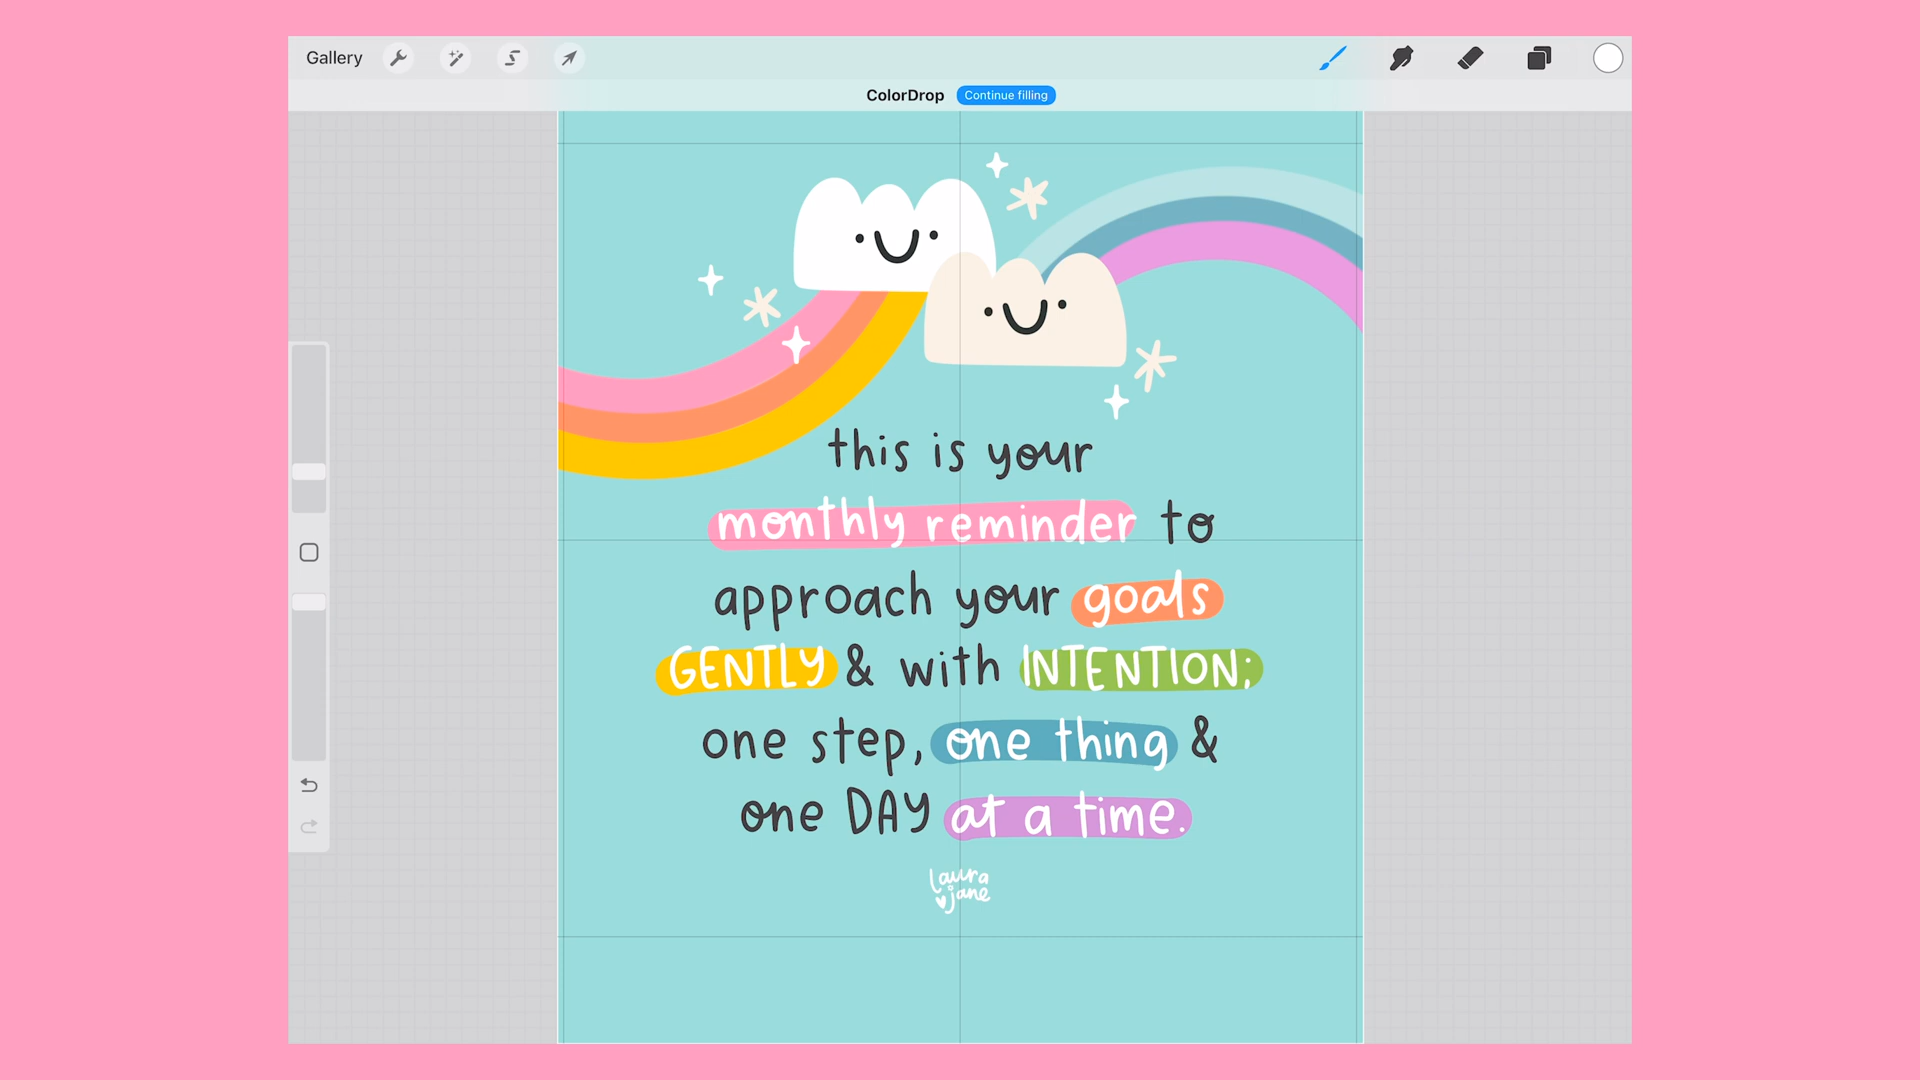 Gallery
ColorDrop Continue filling
this is your
monthly reminder to
approach your goals
GENTLY & with INTENTION;
one step, one thing &
one DAY at a time.
laura
jane